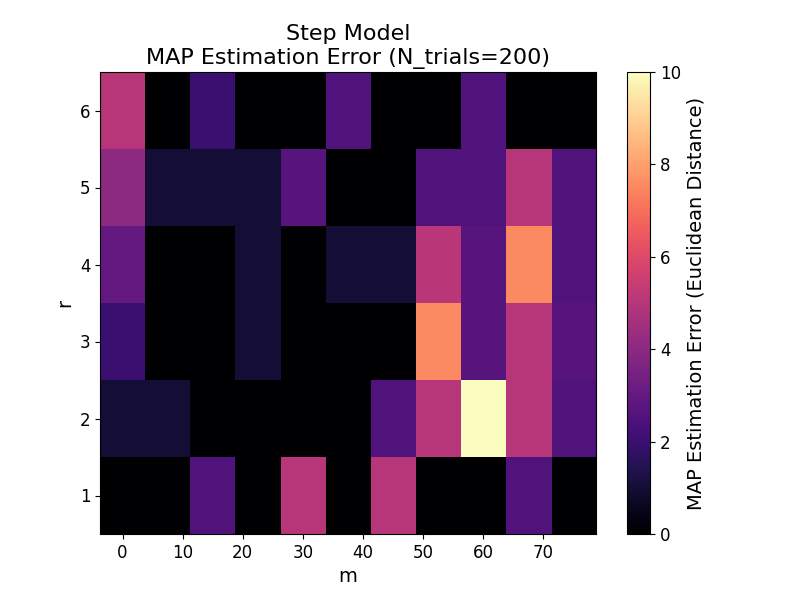 Step Model
MAP Estimation Error (N_trials=200)
6
5
4
3
2
1
r
0 10 20 30 40 50 60 70
m
10
8
6
4
2
0
MAP Estimation Error (Euclidean Distance)